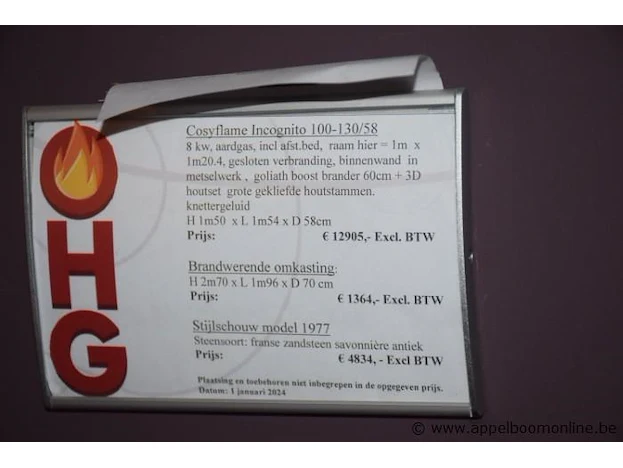 OHG
Cosyflame Incognito 100-130/58
8 kw, aardgas, incl afst.bed, raam hier = 1m x
1m20.4, gesloten verbranding, binnenwand in
metselwerk , goliath boost brander 60cm + 3D
houtset grote gekliefde houtstammen.
knettergeluid
H 1m50 x L 1m54 x D 58cm
Prijs: € 12905,- Excl. BTW
Brandwerende omkasting:
H 2m70 x L 1m96 x D 70 cm
Prijs: € 1364,- Excl. BTW
Stijlschouw model 1977
Steensoort: franse zandsteen savonnière antiek
Prijs: € 4834, - Excl BTW
Plaatsing en toebehoren niet inbegrepen in de opgegeven prijs.
Datum: 1 januari 2024
© www.appelboomonline.be